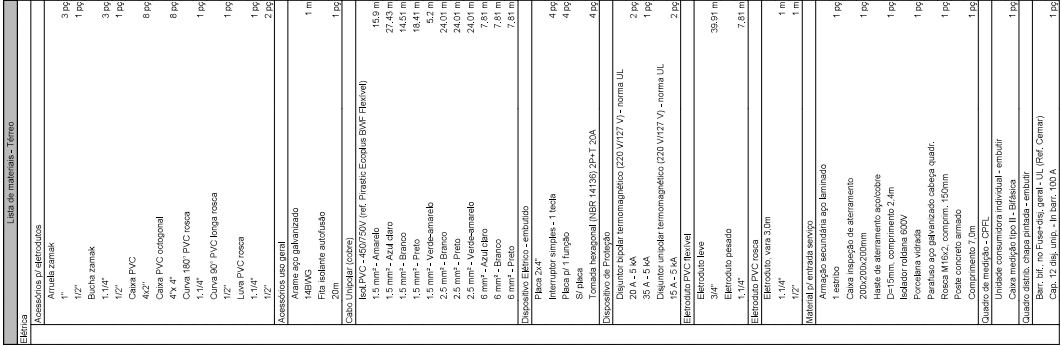 Lista de materiais - Térreo
Elétrica
Acessórios p/ eletrodutos
Arruela zamak
1" 3 pç
1/2" 1 pç
Bucha zamak
1.1/4" 3 pç
1/2" 1 pç
Caixa PVC
4x2" 8 pç
Caixa PVC octogonal
4"x 4" 8 pç
Curva 180° PVC rosca
1.1/4" 1 pç
Curva 90° PVC longa rosca
1/2" 1 pç
Luva PVC rosca
1.1/4" 1 pç
1/2" 2 pç
Acessórios uso geral
Arame aço galvanizado
14BWG 1 m
Fita isolante autofusão
20m 1 pç
Cabo Unipolar (cobre)
Isol.PVC - 450/750V (ref. Pirastic Ecoplus BWF Flexivel)
1.5 mm² - Amarelo 15.9 m
1.5 mm² - Azul claro 27.43 m
1.5 mm² - Branco 14.51 m
1.5 mm² - Preto 18.41 m
1.5 mm² - Verde-amarelo 5.2 m
2.5 mm² - Branco 24.01 m
2.5 mm² - Preto 24.01 m
2.5 mm² - Verde-amarelo 24.01 m
6 mm² - Azul claro 7.81 m
6 mm² - Branco 7.81 m
6 mm² - Preto 7.81 m
Dispositivo Elétrico - embutido
Placa 2x4"
Interruptor simples - 1 tecla 4 pç
Placa p/ 1 função 4 pç
S/ placa
Tomada hexagonal (NBR 14136) 2P+T 20A 4 pç
Dispositivo de Proteção
Disjuntor bipolar termomagnético (220 V/127 V) - norma UL
20 A - 5 kA 2 pç
35 A - 5 kA 1 pç
Disjuntor unipolar termomagnético (220 V/127 V) - norma UL
15 A - 5 kA 2 pç
Eletroduto PVC flexível
Eletroduto leve
3/4" 39.91 m
Eletroduto pesado
1.1/4" 7.81 m
Eletroduto PVC rosca
Eletroduto, vara 3,0m
1.1/4" 1 m
1/2" 1 m
Material p/ entrada serviço
Armação secundária aço laminado
1 estribo 1 pç
Caixa inspeção de aterramento
200x200x200mm 1 pç
Haste de aterramento aço/cobre
D=15mm, comprimento 2,4m 1 pç
Isolador roldana 600V
Porcelana vidrada 1 pç
Parafuso aço galvanizado cabeça quadr.
Rosca M16x2, comprim. 150mm 1 pç
Poste concreto armado
Comprimento 7,0m 1 pç
Quadro de medição - CPFL
Unidade consumidora individual - embutir
Caixa medição tipo II - Bifásica 1 pç
Quadro distrib. chapa pintada - embutir
Barr. bif. no Fuse+disj. geral - UL (Ref. Cemar)
Cap. 12 disj. unip. - In barr. 100 A 1 pç